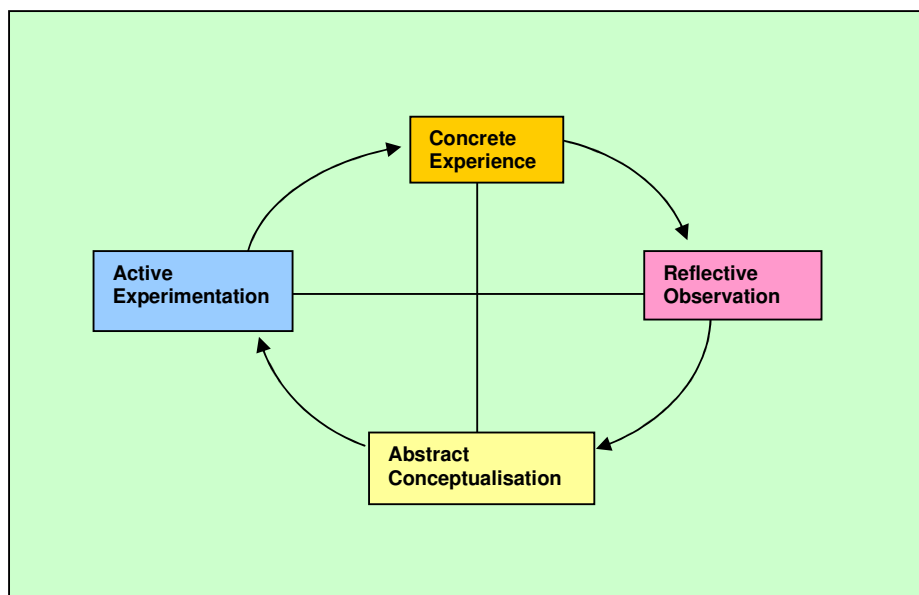 Concrete
Experience
Active
Experimentation
Reflective
Observation
Abstract
Conceptualisation